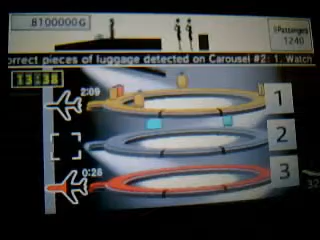 8100000G
Passengers
1240
orrect pieces of luggage detected on Carousel #2: 1, Watch
13:38
2:09
1
2
0:28
3
32